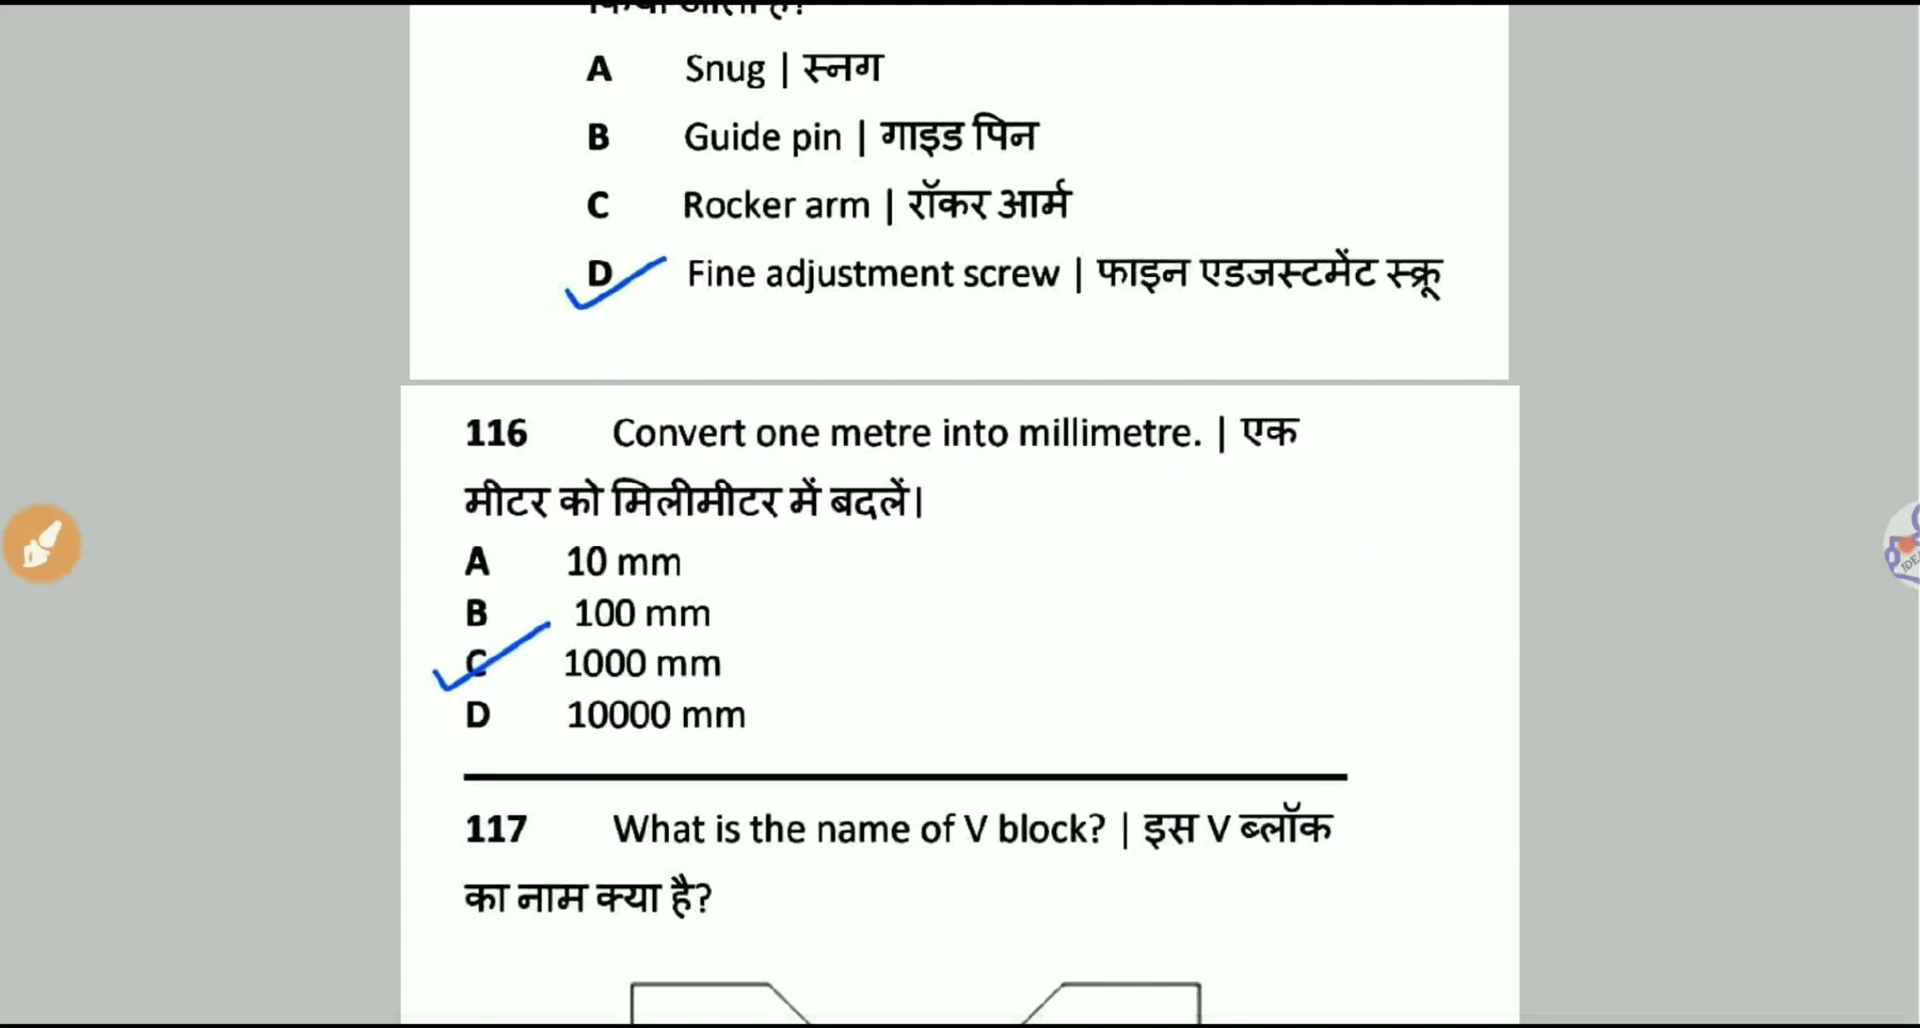 A Snug | स्नग
B Guide pin | गाइड पिन
C Rocker arm | रॉकर आर्म
D Fine adjustment screw | फाइन एडजस्टमेंट स्क्रू
116 Convert one metre into millimetre. | एक
मीटर को मिलीमीटर में बदलें|
A 10 mm
B 100 mm
C 1000 mm
D 10000 mm
117 What is the name of V block? | इस V ब्लॉक
का नाम क्या है?